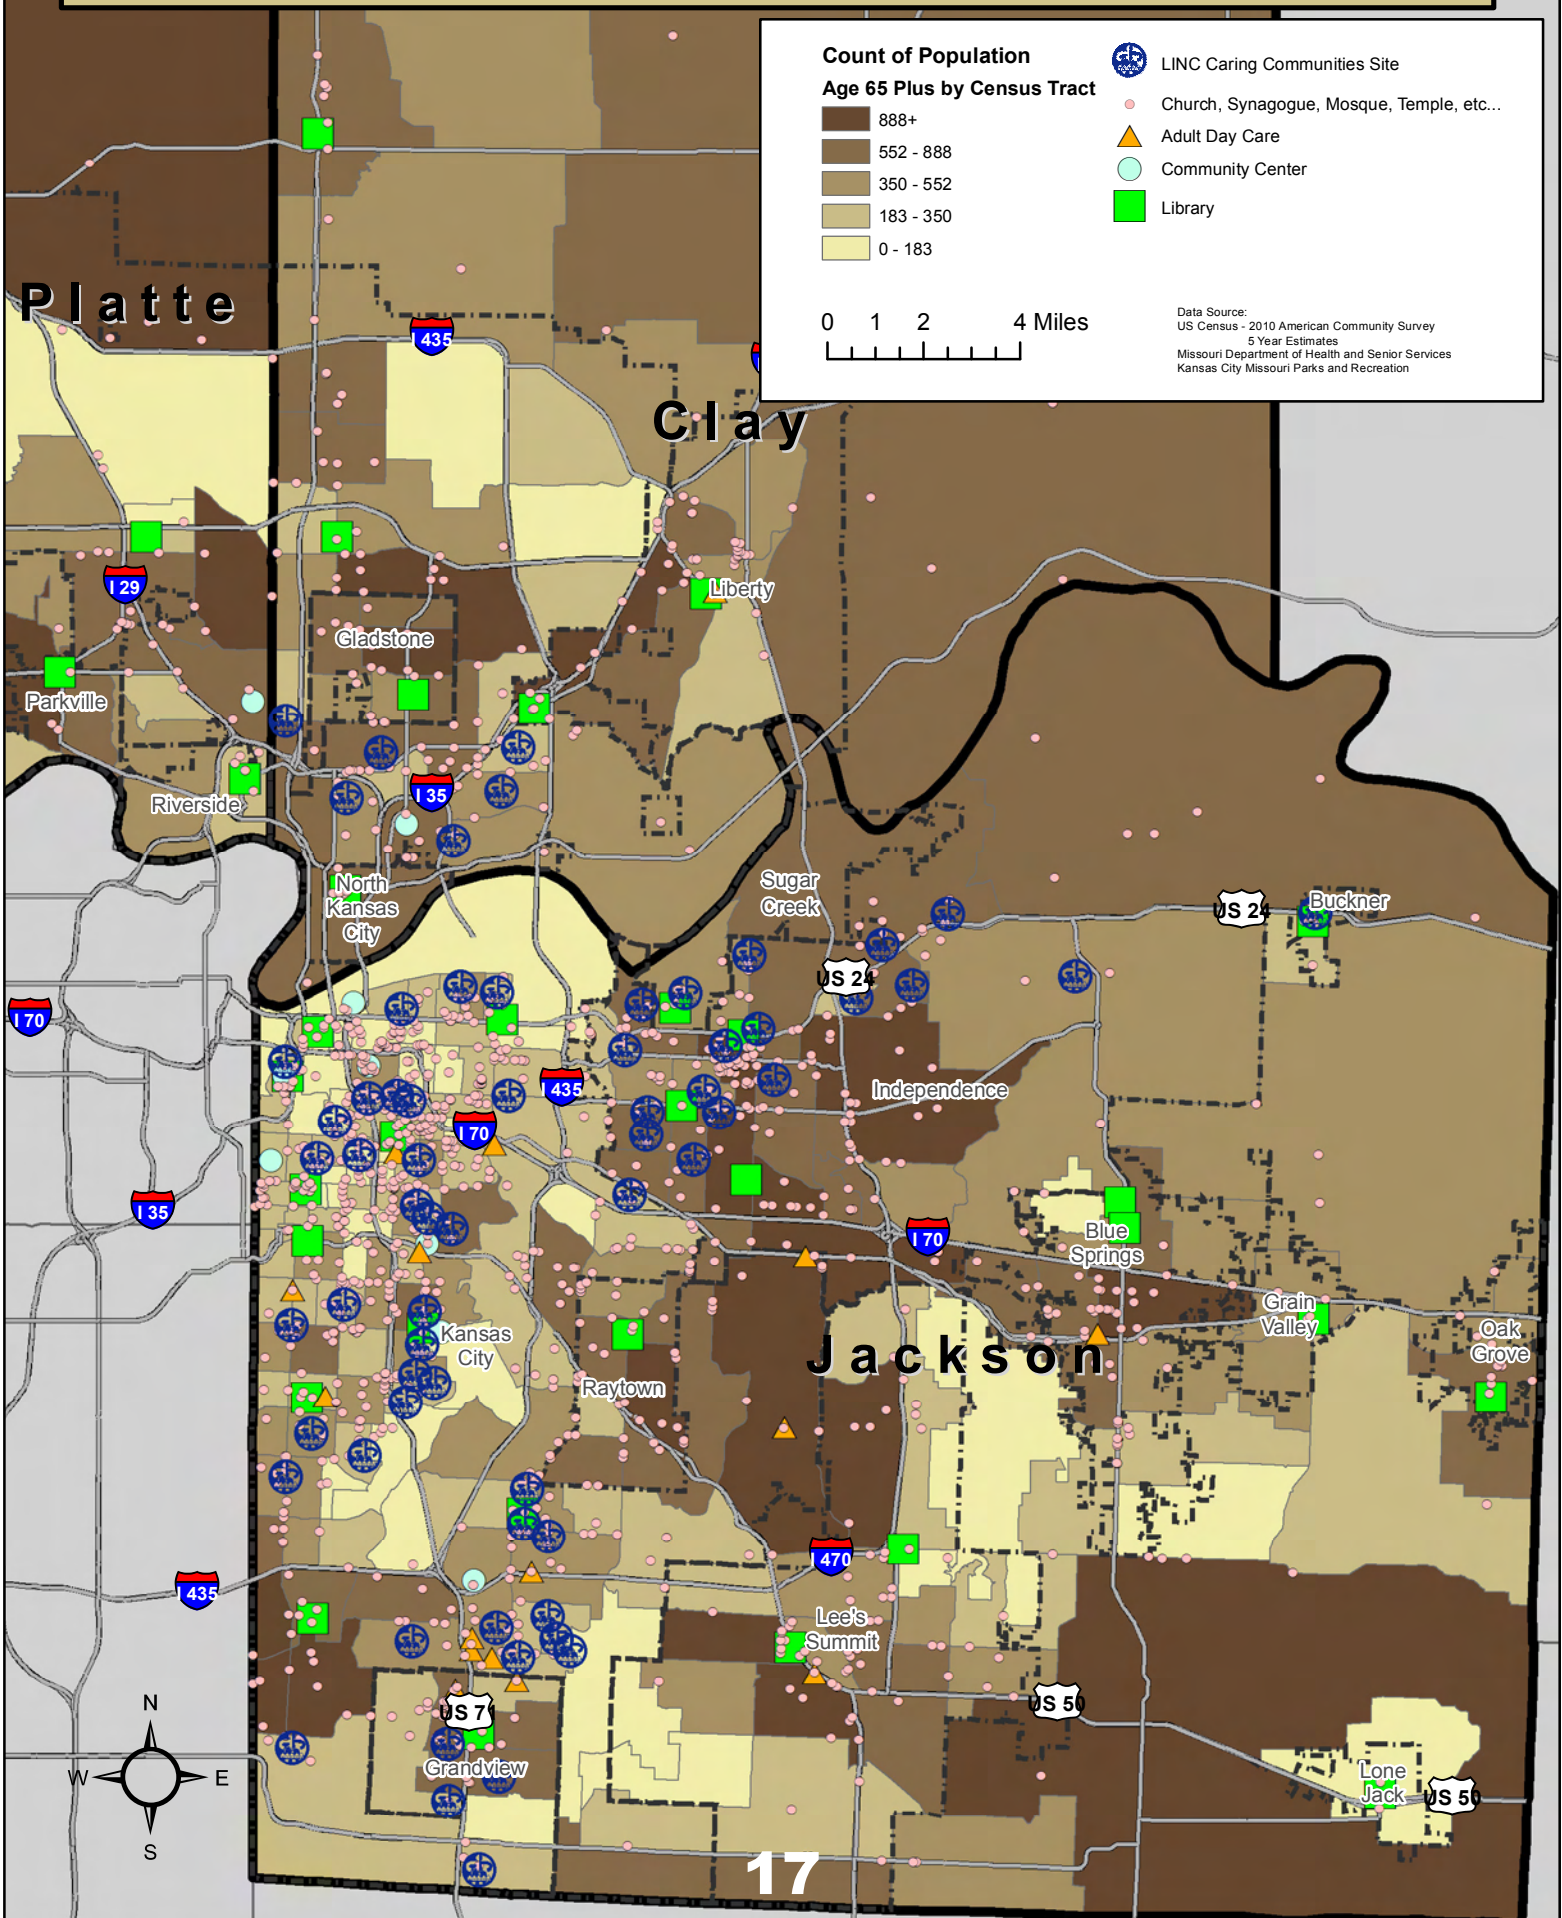 Count of Population
Age 65 Plus by Census Tract
888+
552 - 888
350 - 552
183 - 350
0 - 183
LINC Caring Communities Site
Church, Synagogue, Mosque, Temple, etc...
Adult Day Care
Community Center
Library
0 1 2 4 Miles
Data Source:
US Census - 2010 American Community Survey
5 Year Estimates
Missouri Department of Health and Senior Services
Kansas City Missouri Parks and Recreation
Platte
I 435
Clay
I 29
Liberty
Gladstone
Parkville
I 35
Riverside
North
Kansas
City
Sugar
Creek
US 24
Buckner
US 24
I 70
I 435
Independence
I 70
I 35
I 70
Blue
Springs
Grain
Valley
Oak
Grove
Kansas
City
Jackson
Raytown
I 470
I 435
Lee's
Summit
US 50
US 71
Grandview
Lone
Jack
US 50
N
W E
S
17